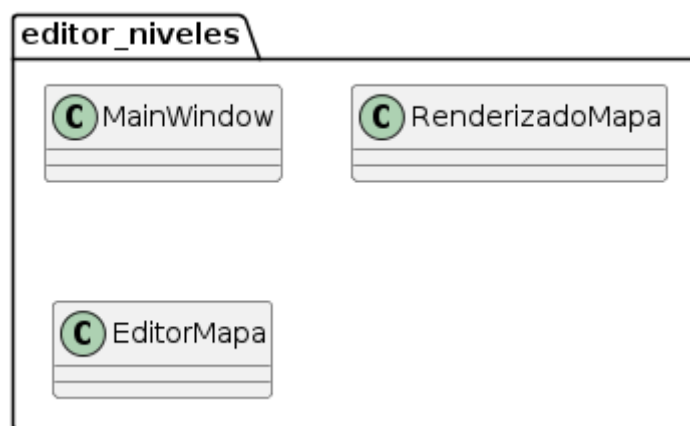 editor_niveles
C MainWindow
C RenderizadoMapa
C EditorMapa